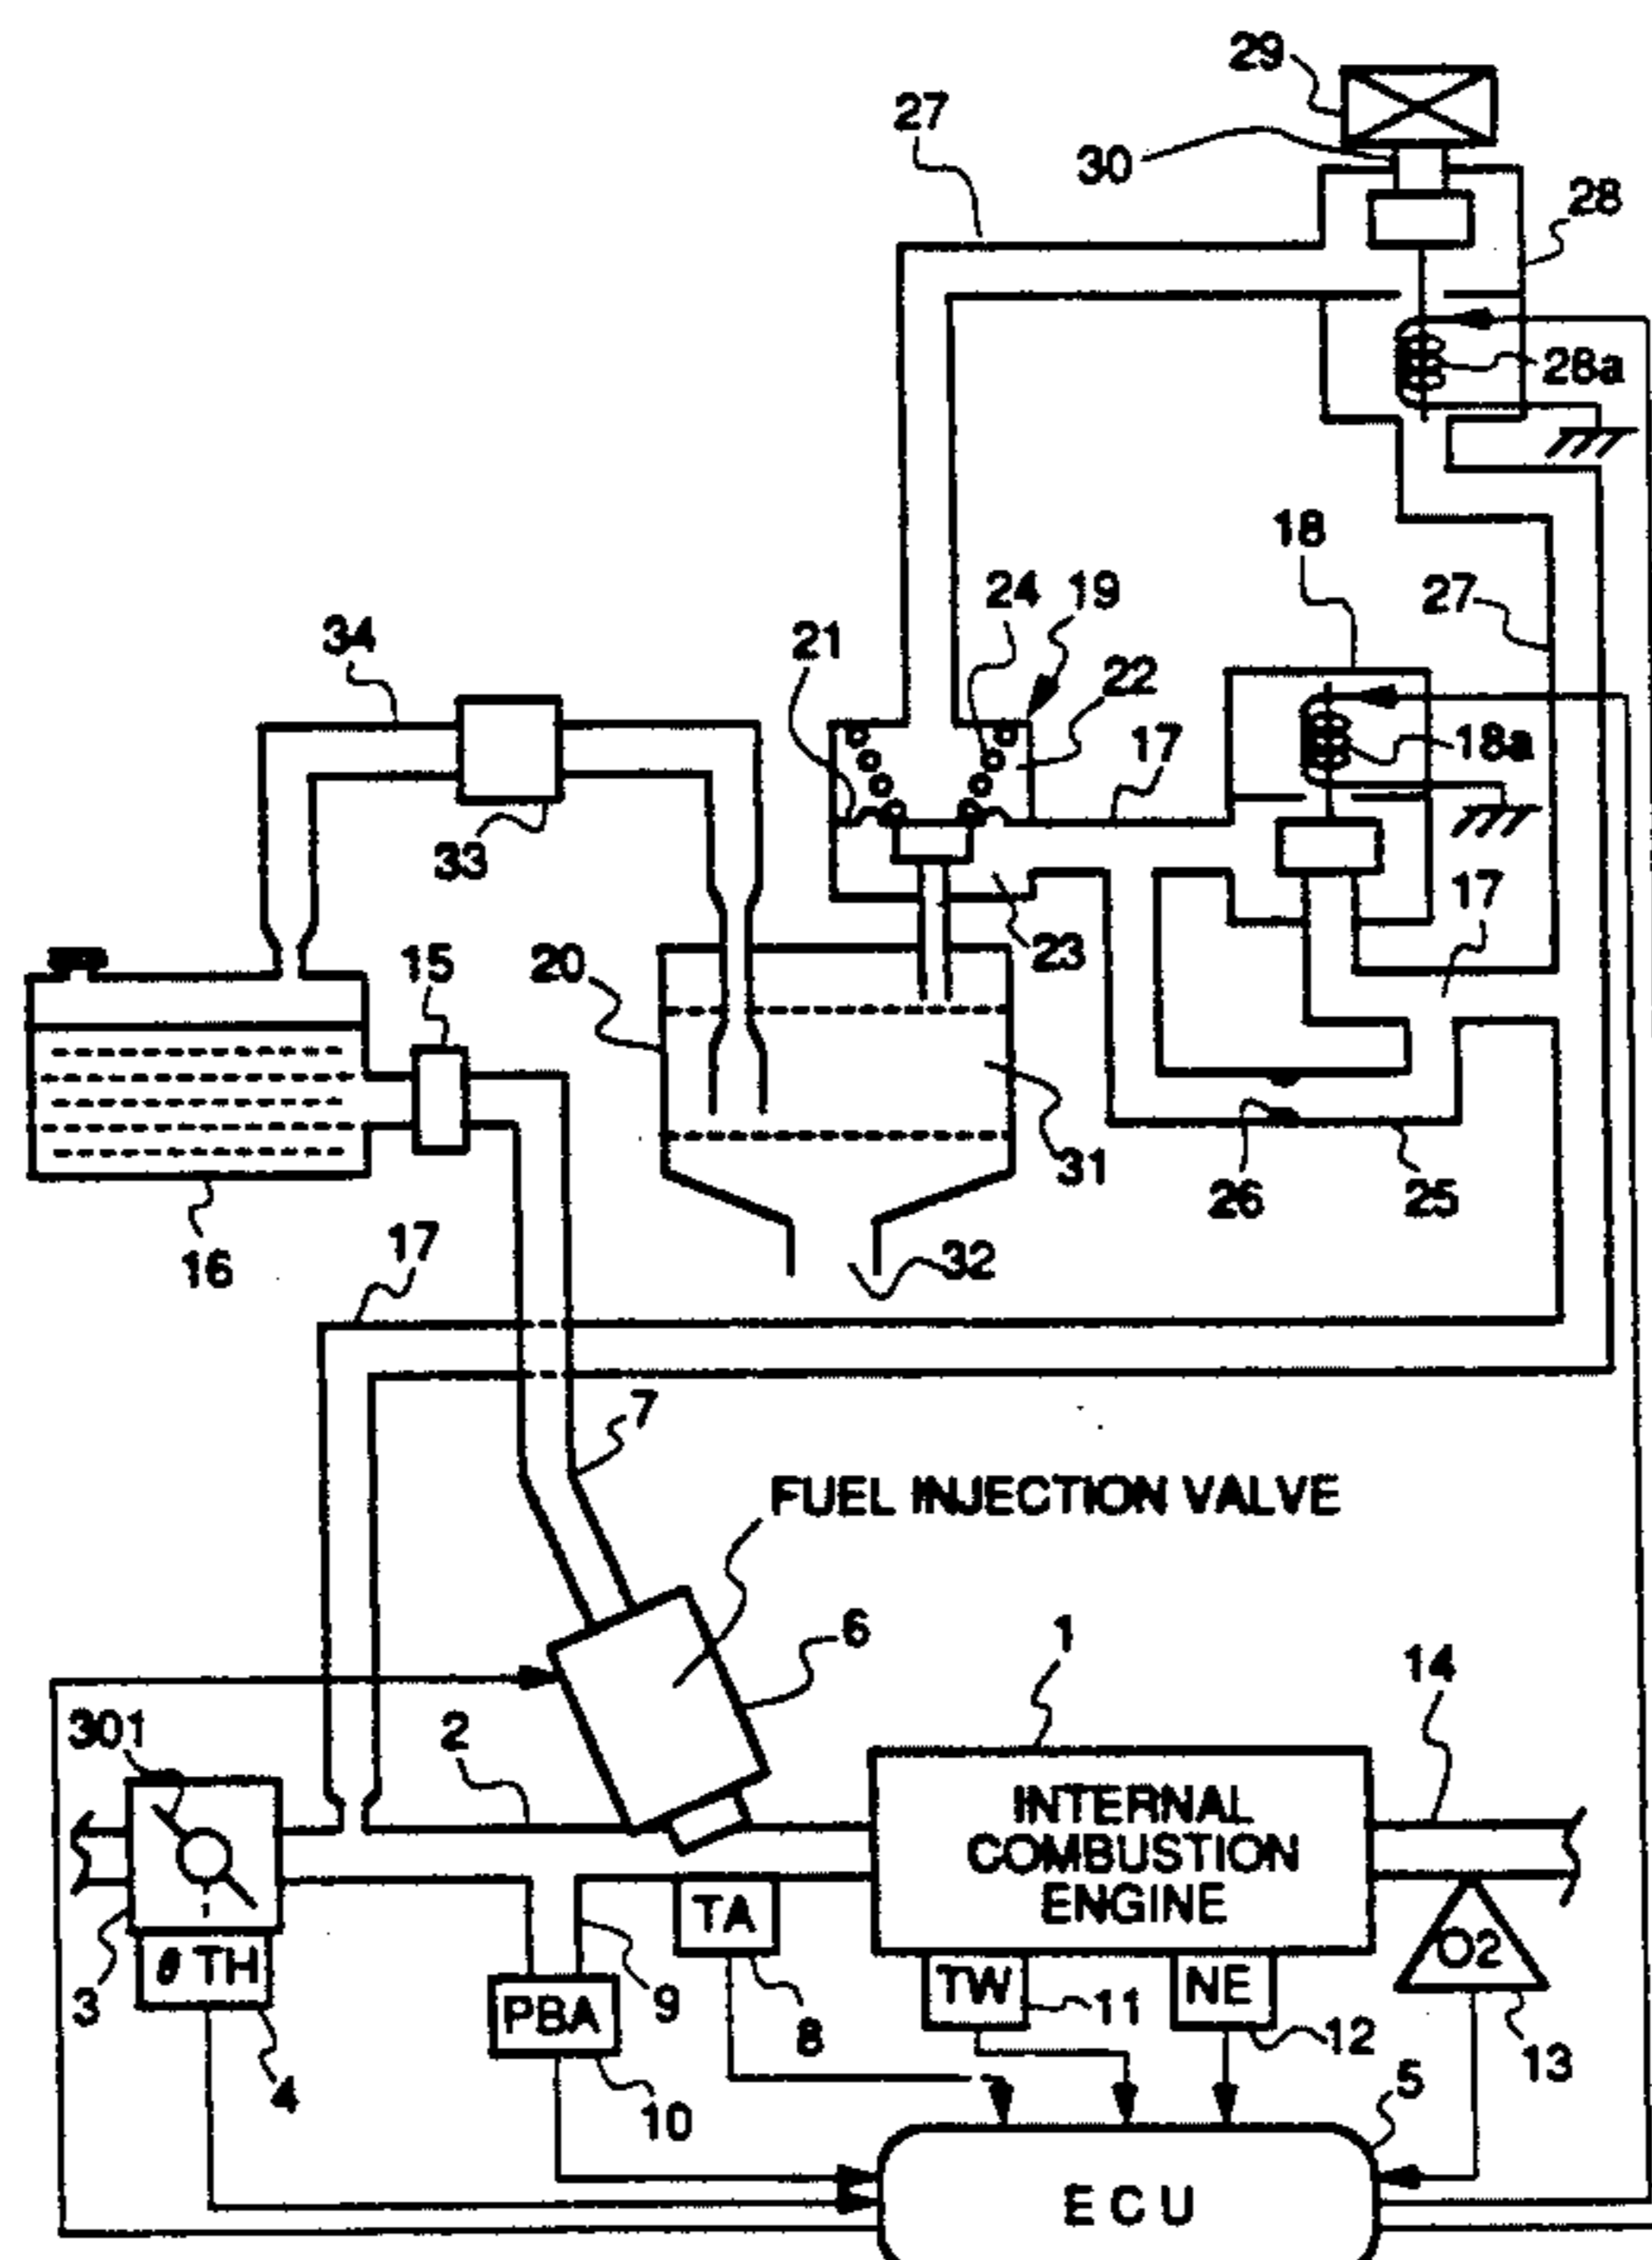 29
27
30
28
28a
18
24
19
27
34
21
22
17
18a
33
17
15
20
23
31
26
25
16
17
32
7
FUEL INJECTION VALVE
6
1
14
301
2
INTERNAL
COMBUSTION
ENGINE
TA
O2
θ TH
TW
NE
3
9
11
PBA
8
12
13
4
10
5
ECU